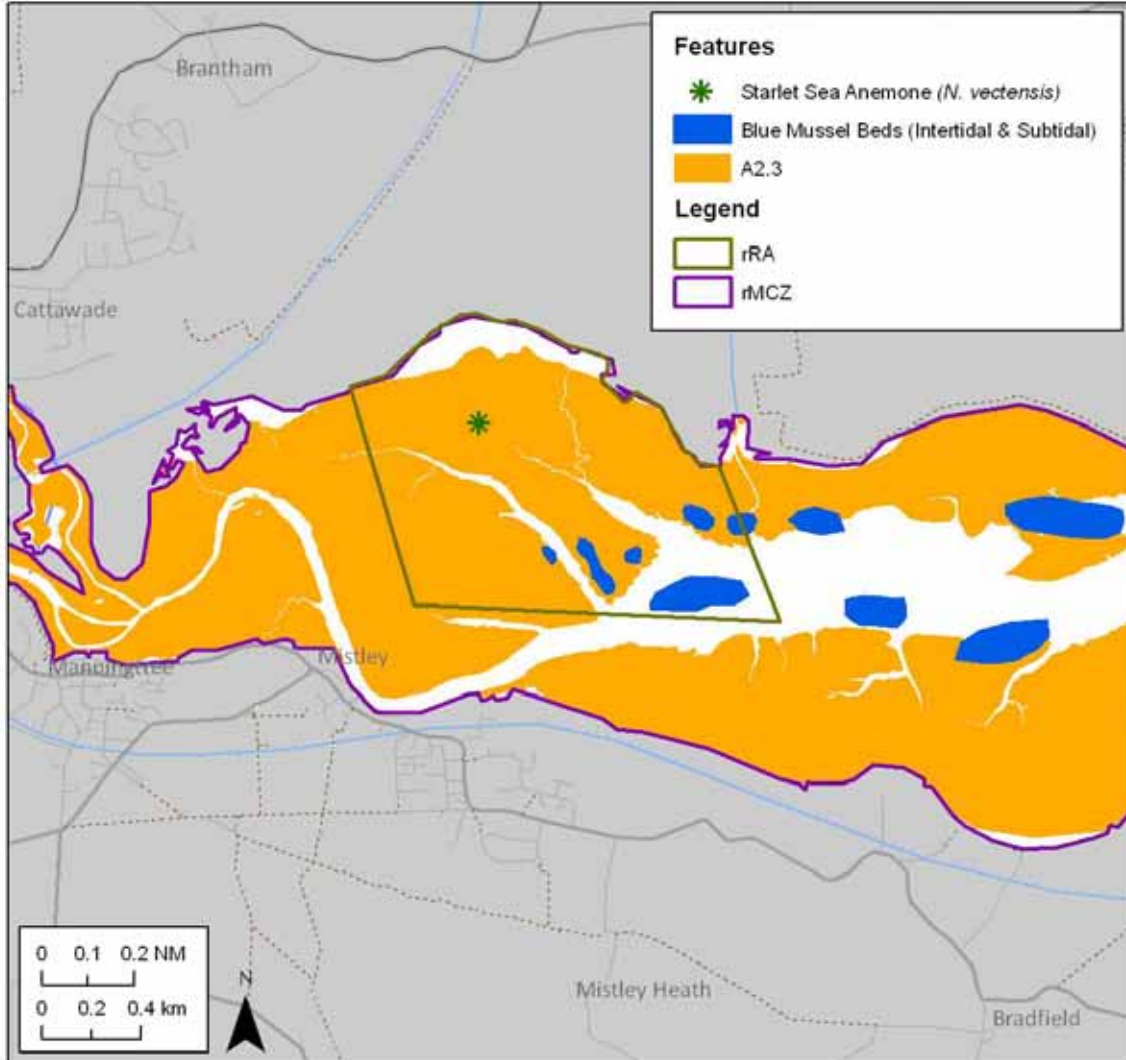 Brantham
Features
Starlet Sea Anemone (N. vectensis)
Blue Mussel Beds (Intertidal & Subtidal)
A2.3
Legend
rRA
rMCZ
Cattawade
Manningtree
Mistley
0 0.1 0.2 NM
0 0.2 0.4 km
N
Mistley Heath
Bradfield